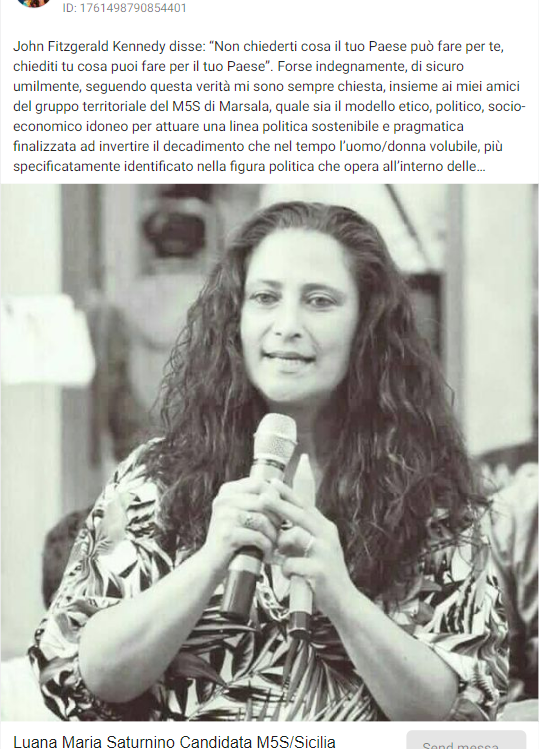 ID: 1761498790854401
John Fitzgerald Kennedy disse: “Non chiederti cosa il tuo Paese può fare per te,
chiediti tu cosa puoi fare per il tuo Paese”. Forse indegnamente, di sicuro
umilmente, seguendo questa verità mi sono sempre chiesta, insieme ai miei amici
del gruppo territoriale del M5S di Marsala, quale sia il modello etico, politico, socio-
economico idoneo per attuare una linea politica sostenibile e pragmatica
finalizzata ad invertire il decadimento che nel tempo l’uomo/donna volubile, più
specificatamente identificato nella figura politica che opera all’interno delle…
Luana Maria Saturnino Candidata M5S/Sicilia
Send messa...